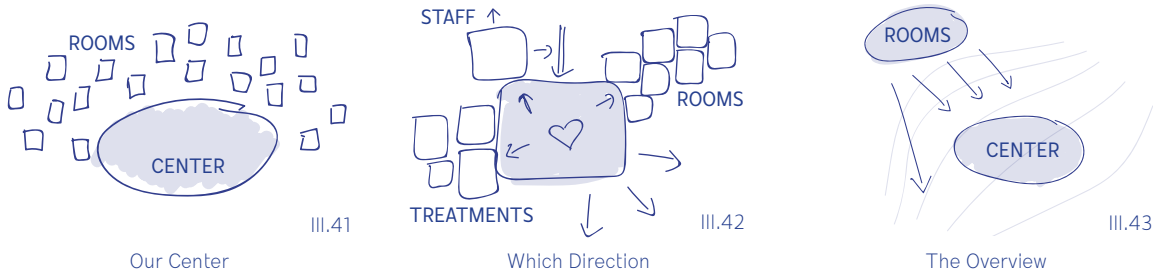 ROOMS
CENTER
III.41
Our Center
STAFF
ROOMS
TREATMENTS
III.42
Which Direction
ROOMS
CENTER
III.43
The Overview